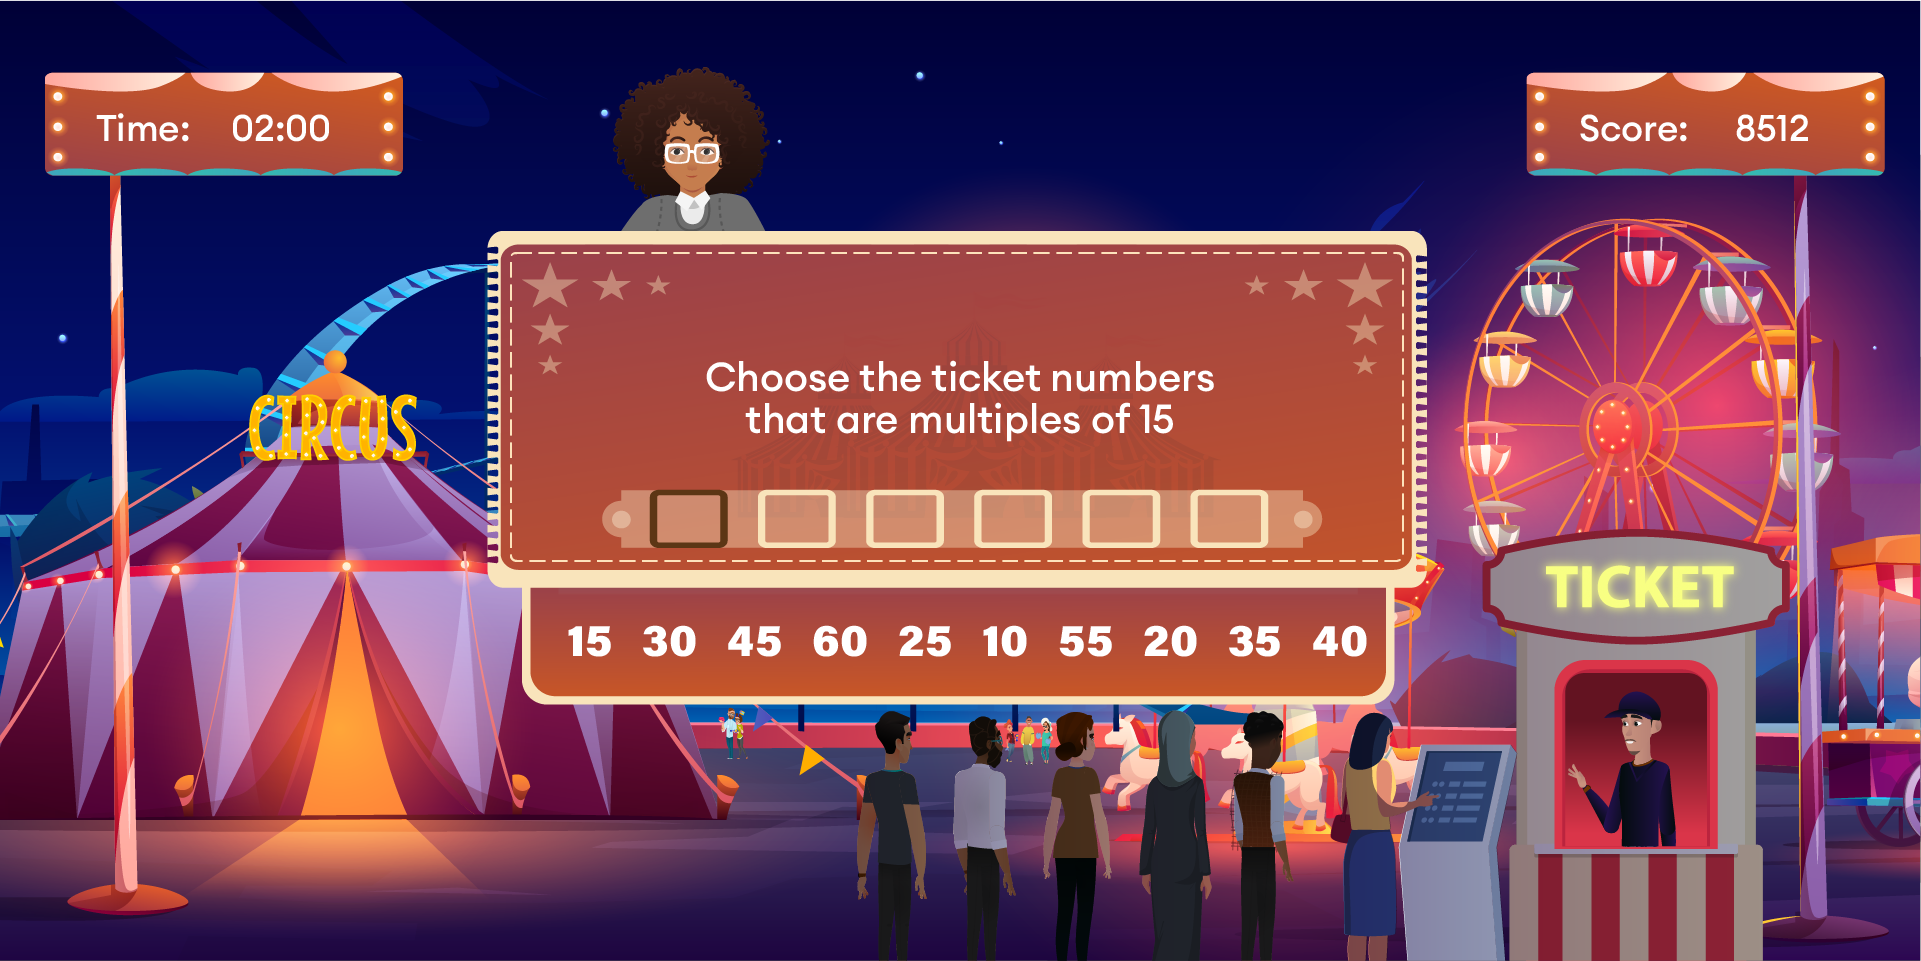 Time: 02:00
Score: 8512
CIRCUS
Choose the ticket numbers
that are multiples of 15
TICKET
15 30 45 60 25 10 55 20 35 40